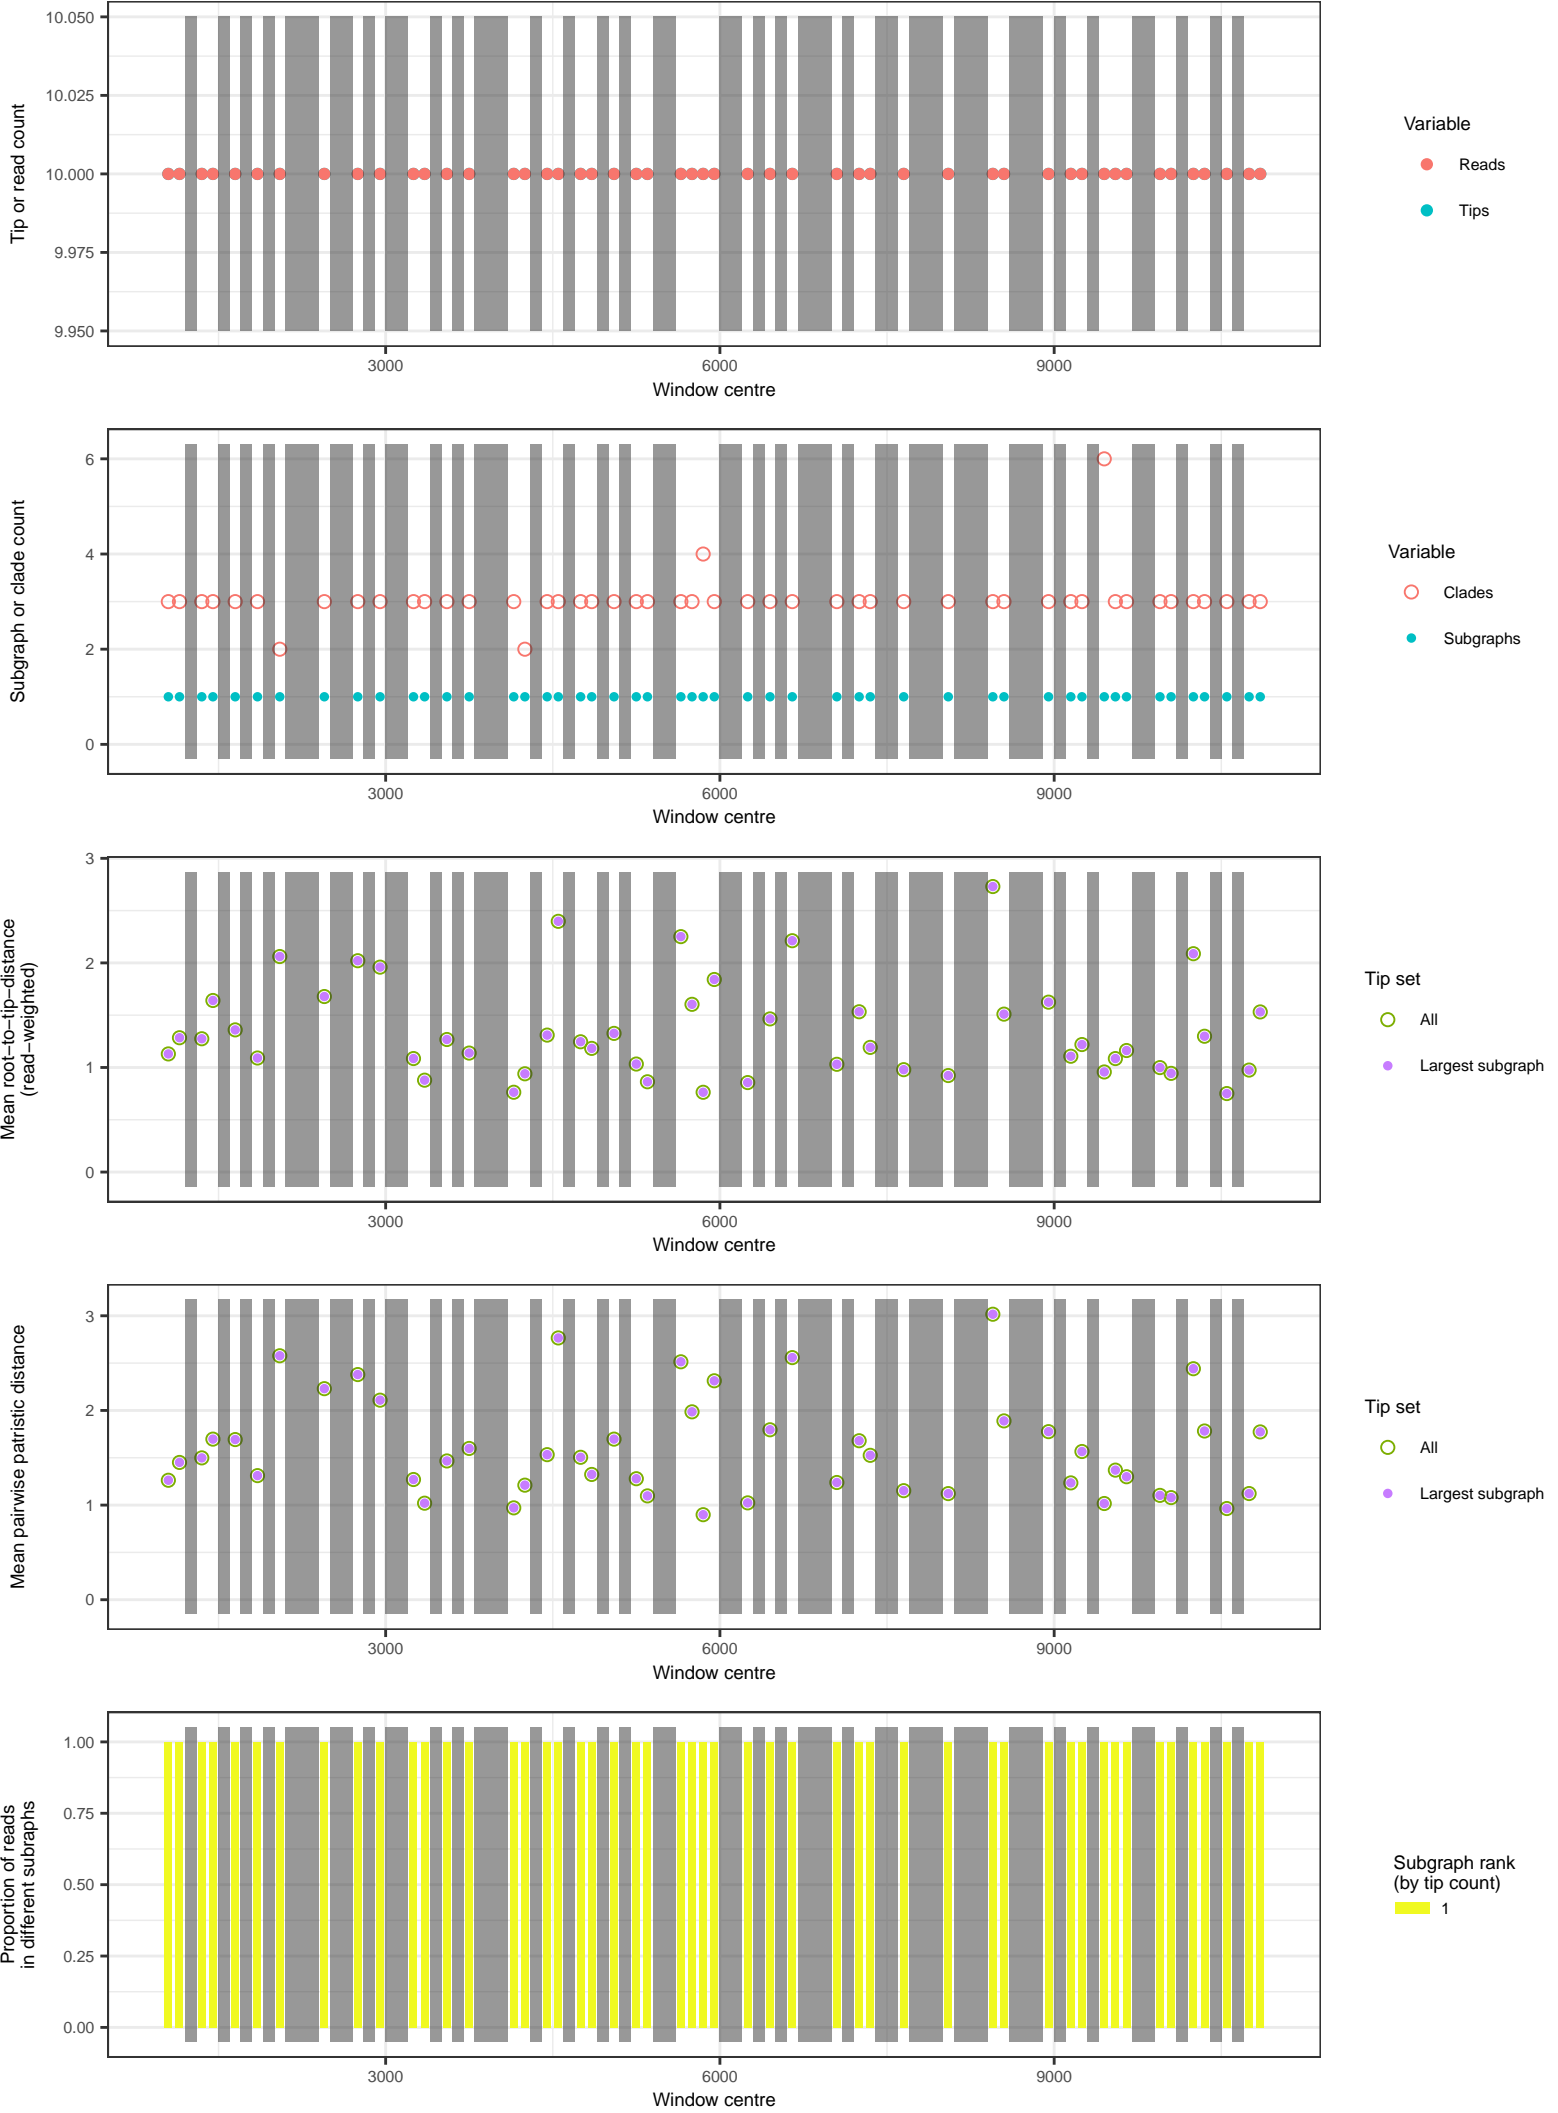 10.050
10.025
10.000
9.975
9.950
Tip or read count
3000 6000 9000
Window centre
Variable
Reads
Tips
6
4
2
0
Subgraph or clade count
3000 6000 9000
Window centre
Variable
Clades
Subgraphs
3
2
1
0
Mean root−to−tip−distance
(read−weighted)
3000 6000 9000
Window centre
Tip set
All
Largest subgraph
3
2
1
0
Mean pairwise patristic distance
3000 6000 9000
Window centre
Tip set
All
Largest subgraph
1.00
0.75
0.50
0.25
0.00
Proportion of reads
in different subraphs
3000 6000 9000
Window centre
Subgraph rank
(by tip count)
1